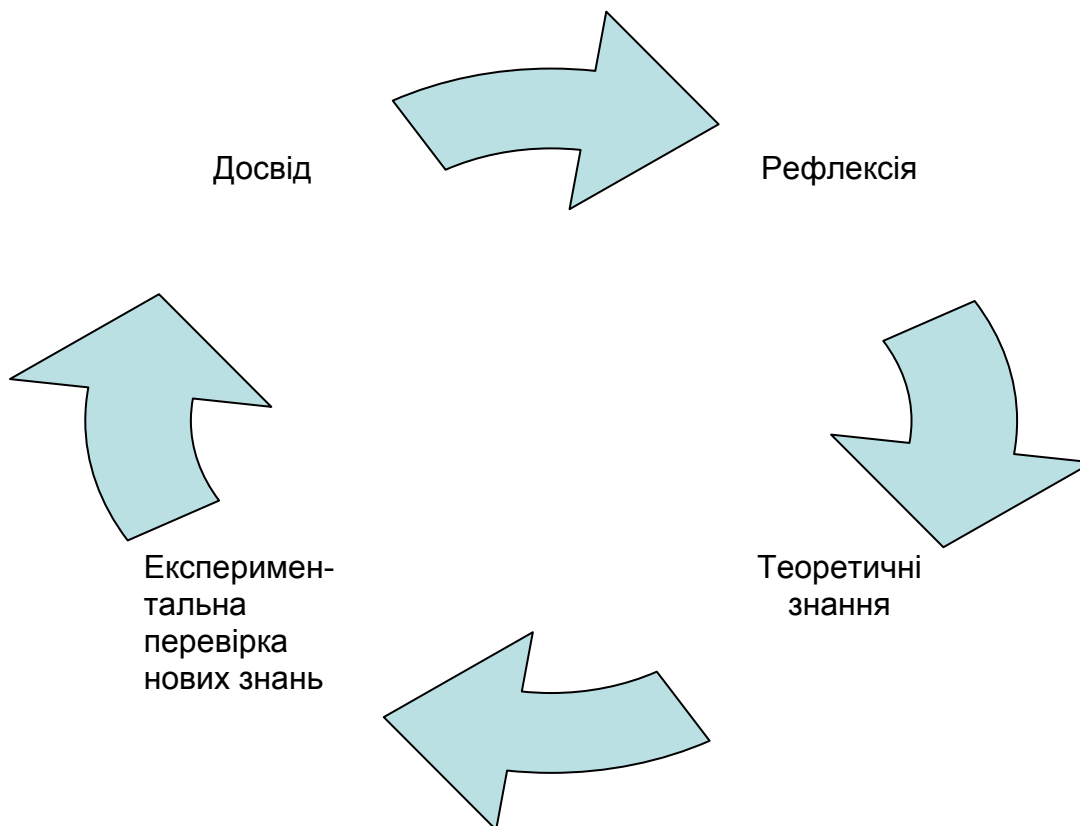 Досвід
Рефлексія
Теоретичні
знання
Експеримен-
тальна
перевірка
нових знань